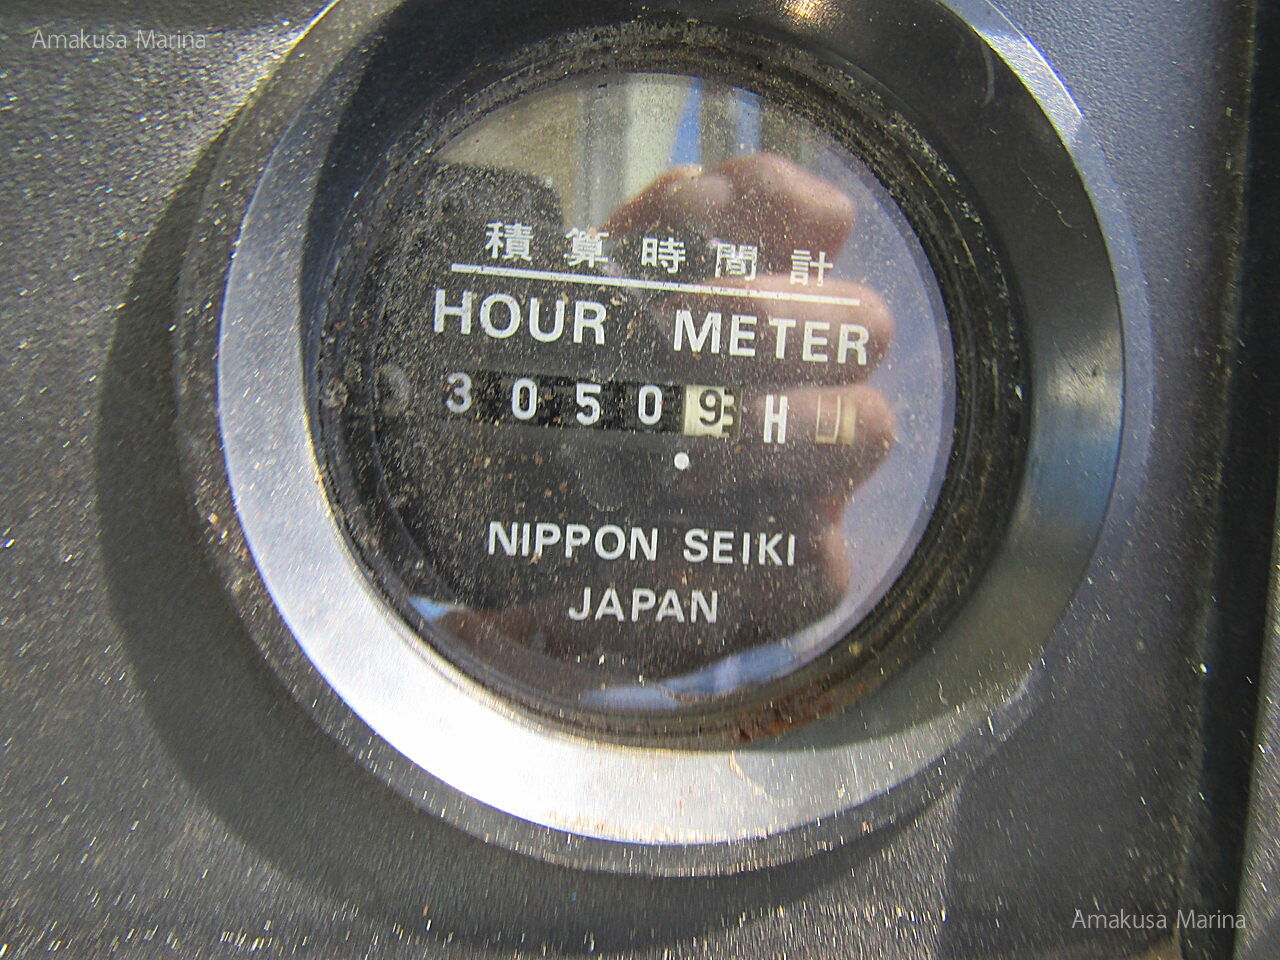 Amakusa Marina
積算時間計
HOUR METER
3 0 5 0 9 H
NIPPON SEIKI
JAPAN
Amakusa Marina